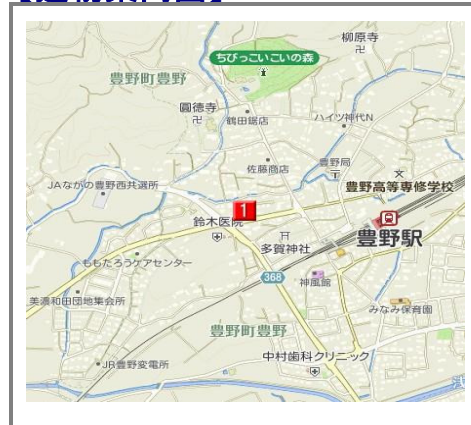 柳原寺
ちびっこいこいの森
豊野町豊野
圓徳寺
鶴田鋸店
ハイツ神代N
佐藤商店
豊野局
JAながの豊野西共選所
豊野高等専修学校
1
鈴木医院
多賀神社
豊野駅
ももたろうケアセンター
368
神風館
美濃和田団地集会所
みなみ保育園
豊野町豊野
中村歯科クリニック
JR豊野変電所
浅